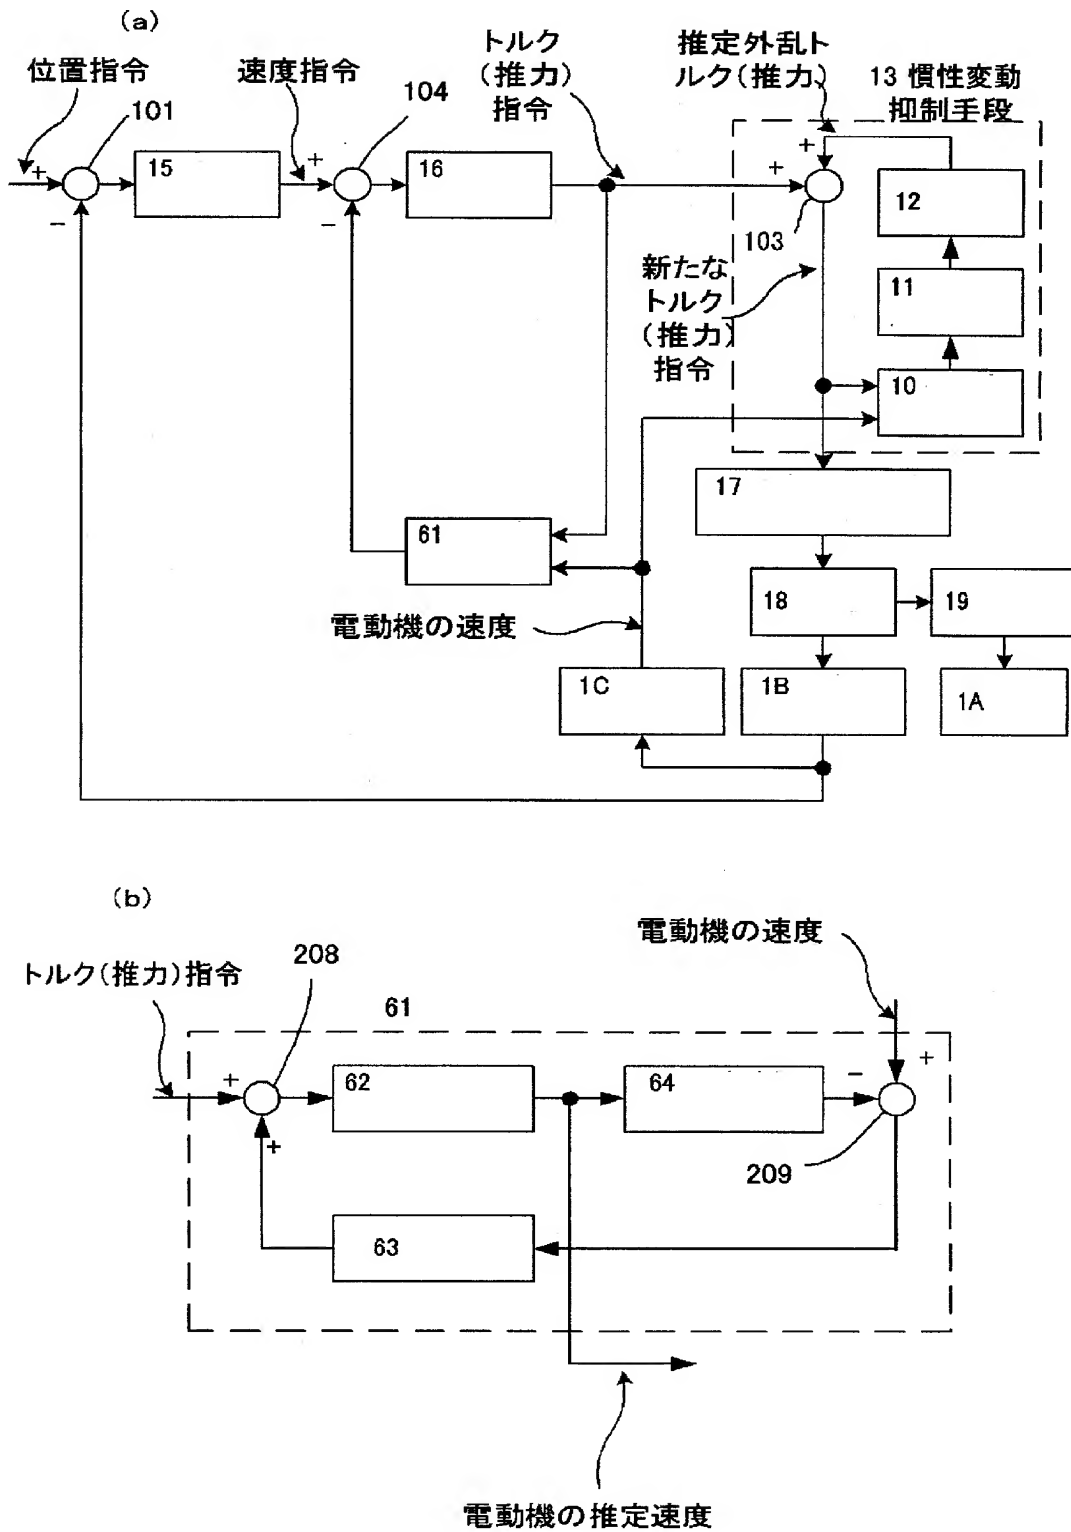 (a)
位置指令
101
15
速度指令
104
16
トルク
(推力)
指令
推定外乱ト
ルク(推力)
13 慣性変動
抑制手段
+
−
+
−
+
+
103
12
11
10
新たな
トルク
(推力)
指令
17
61
18
19
電動機の速度
1C
1B
1A
(b)
電動機の速度
トルク(推力)指令
208
61
+
+
62
64
−
+
209
63
電動機の推定速度